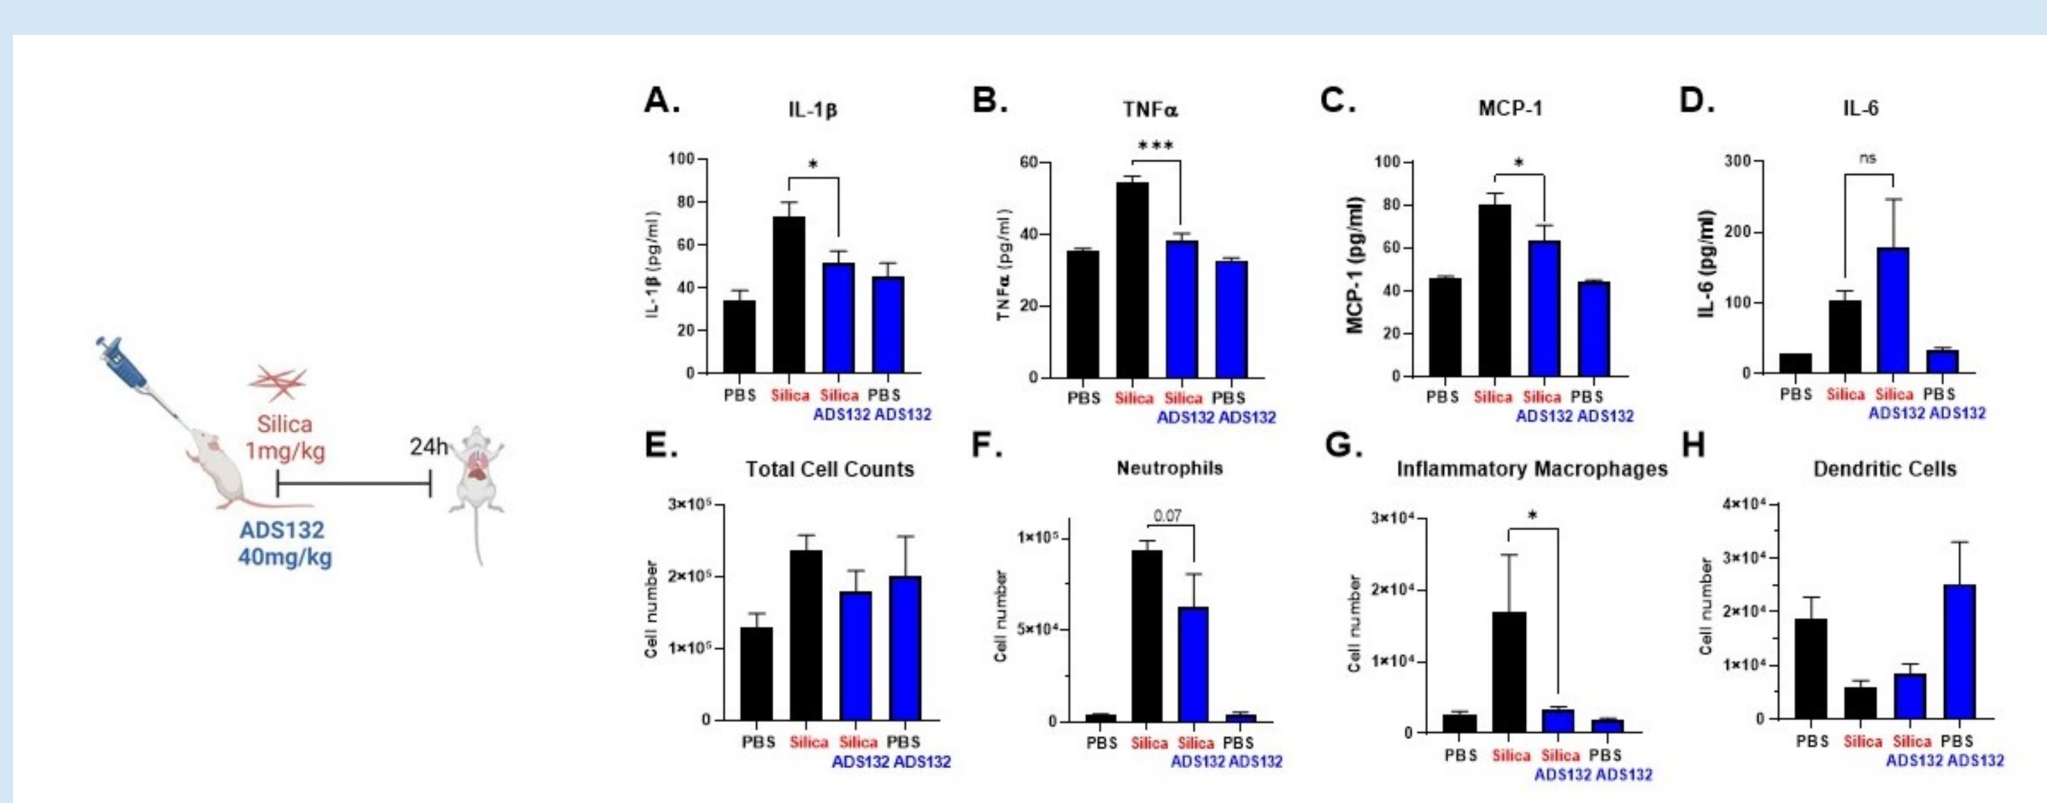 Silica
1mg/kg
24h
ADS132
40mg/kg
A.
IL-1β
IL-1β (pg/ml)
100
80
60
40
20
0
*
PBS Silica Silica PBS
ADS132 ADS132
B.
TNFα
TNFα (pg/ml)
60
40
20
0
***
PBS Silica Silica PBS
ADS132 ADS132
C.
MCP-1
MCP-1 (pg/ml)
100
80
60
40
20
0
*
PBS Silica Silica PBS
ADS132 ADS132
D.
IL-6
IL-6 (pg/ml)
300
200
100
0
ns
PBS Silica Silica PBS
ADS132 ADS132
E.
Total Cell Counts
Cell number
3×10⁵
2×10⁵
1×10⁵
0
PBS Silica Silica PBS
ADS132 ADS132
F.
Neutrophils
Cell number
1×10⁵
5×10⁴
0
0.07
PBS Silica Silica PBS
ADS132 ADS132
G.
Inflammatory Macrophages
Cell number
3×10⁴
2×10⁴
1×10⁴
0
*
PBS Silica Silica PBS
ADS132 ADS132
H
Dendritic Cells
Cell number
4×10⁴
3×10⁴
2×10⁴
1×10⁴
0
PBS Silica Silica PBS
ADS132 ADS132